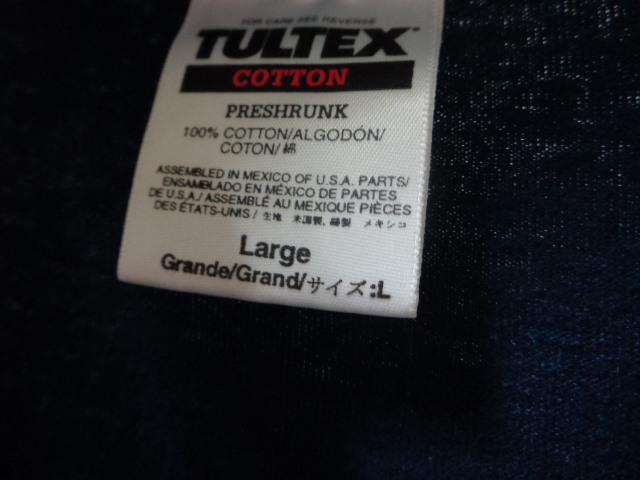 FOR CARE SEE REVERSE
TULTEX
COTTON
PRESHRUNK
100% COTTON/ALGODÓN/
COTON/綿
ASSEMBLED IN MEXICO OF U.S.A. PARTS/
ENSAMBLADO EN MÉXICO DE PARTES
DE U.S.A./ASSEMBLÉ AU MEXIQUE PIÈCES
DES ÉTATS-UNIS/生地 米国製, 縫製 メキシコ
Large
Grande/Grand/サイズ:L